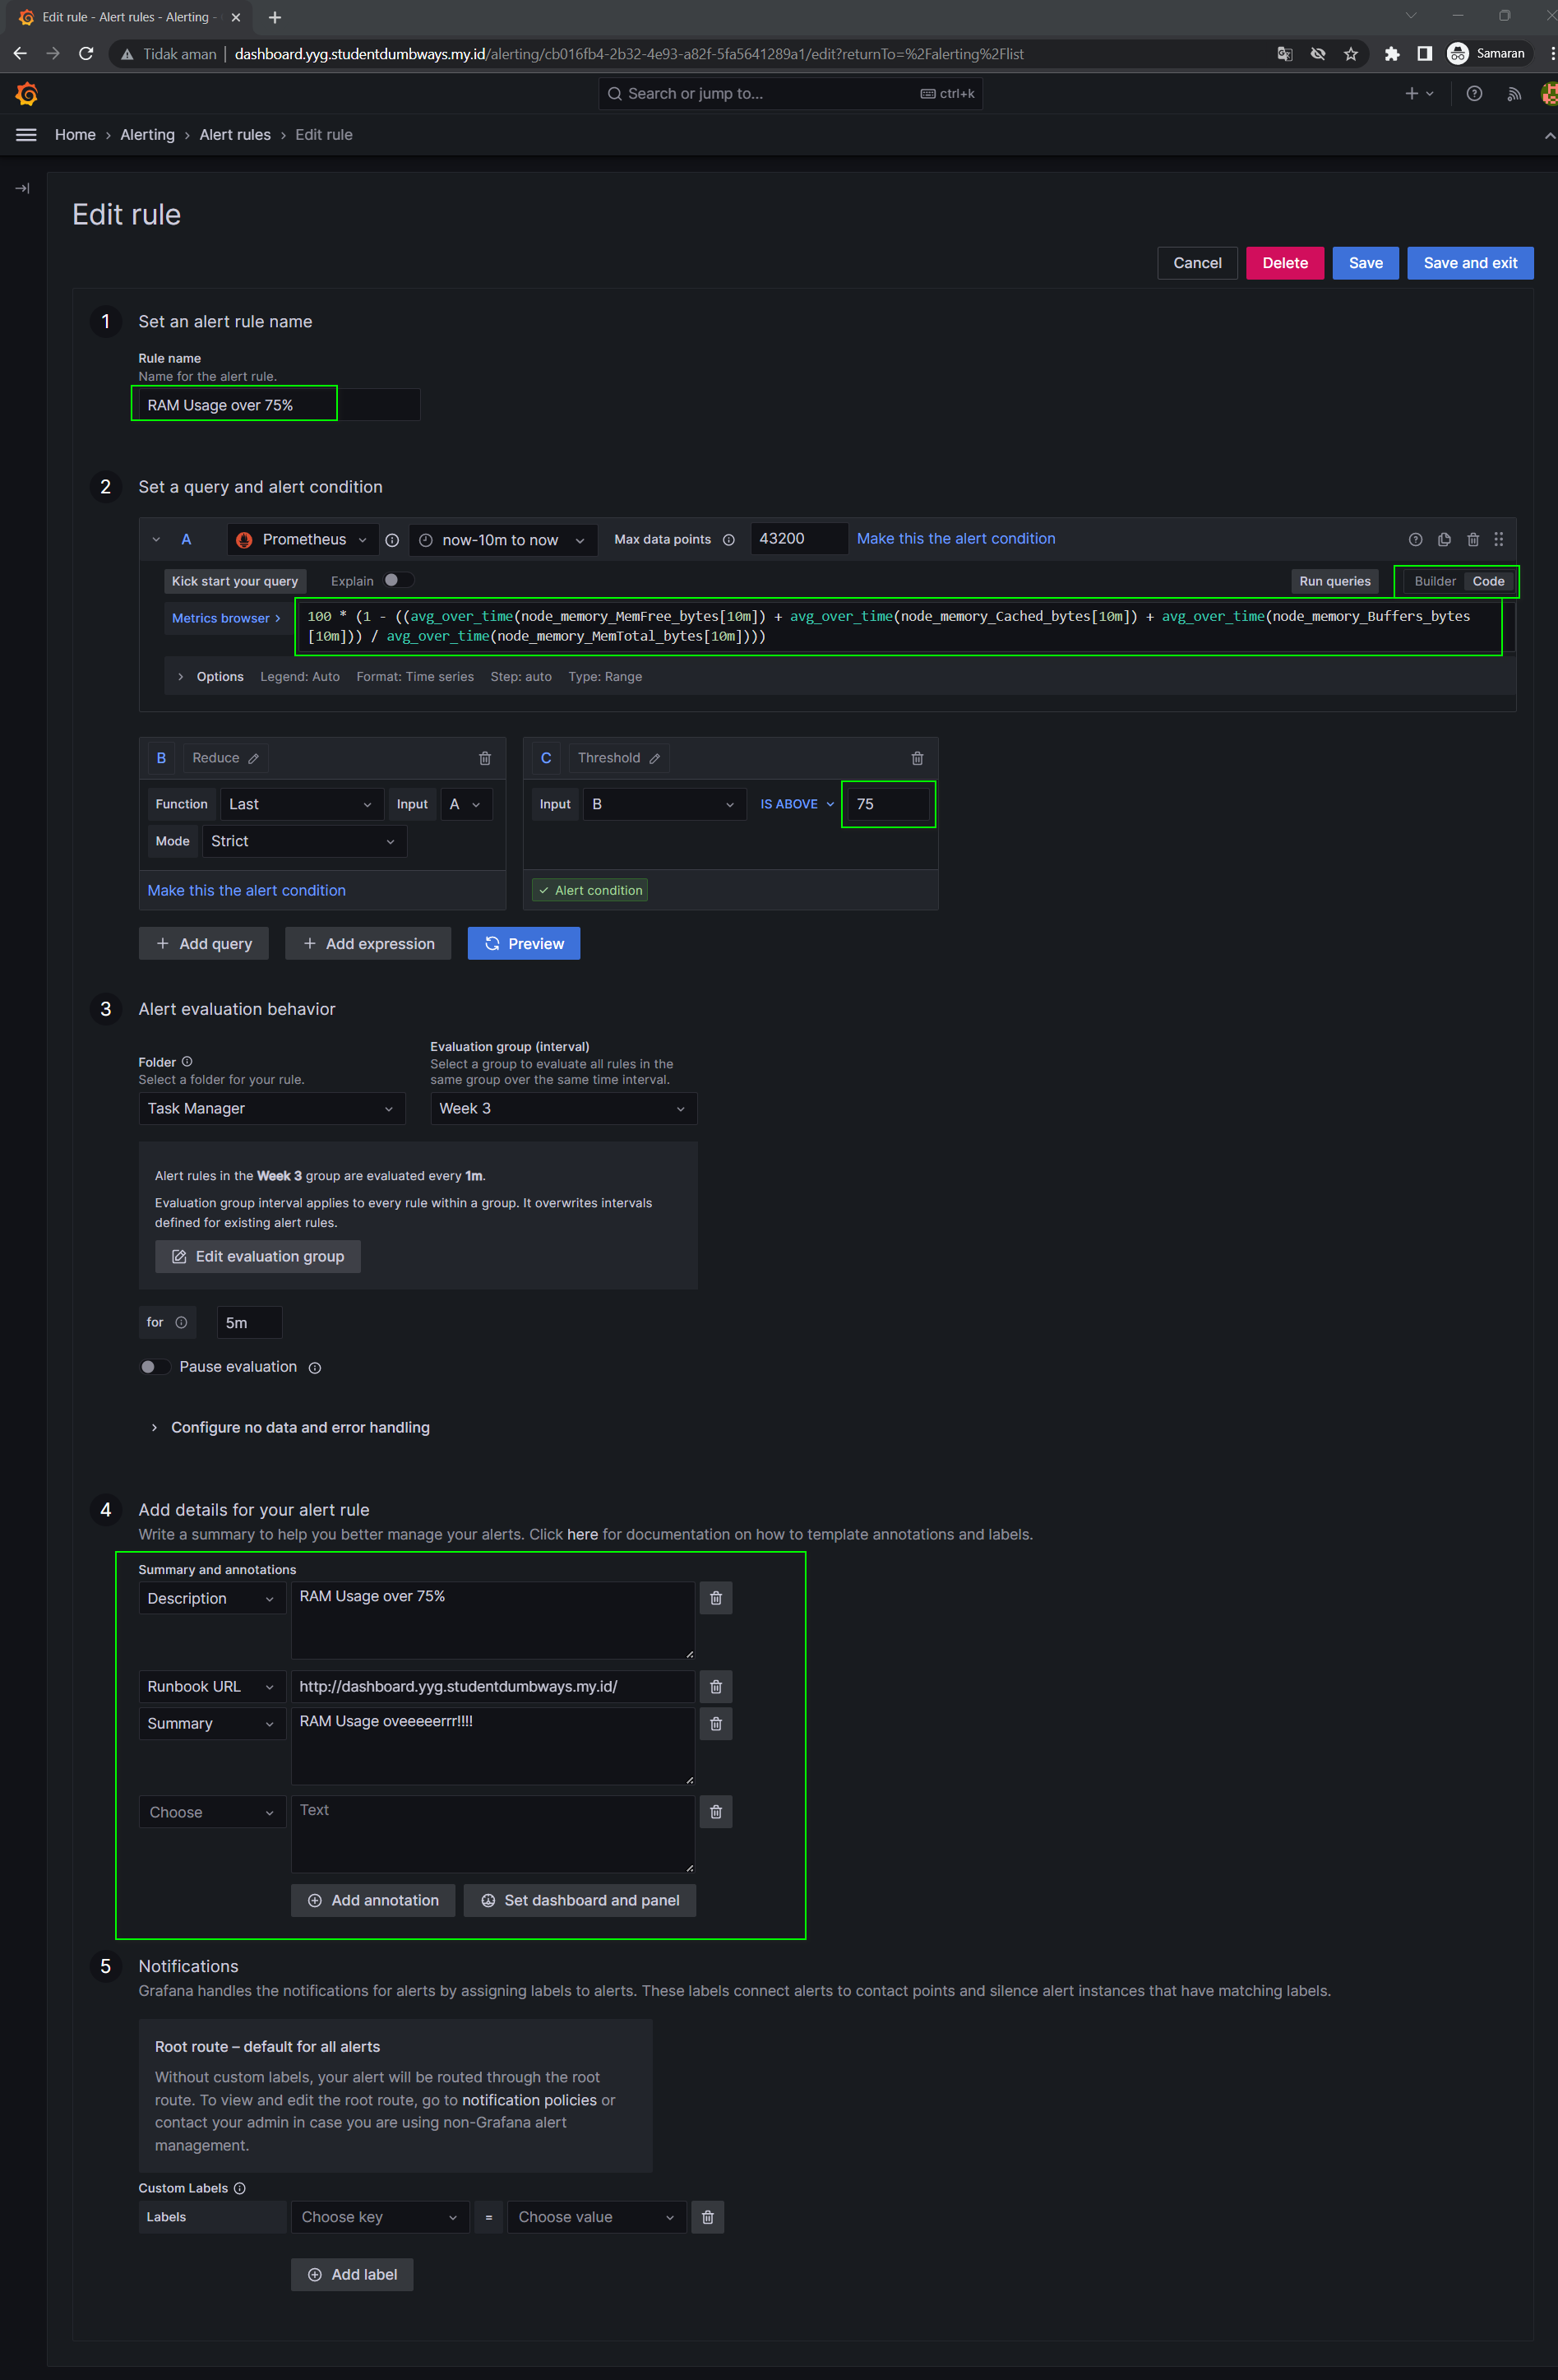 Edit rule - Alert rules - Alerting -
Tidak aman | dashboard.yyg.studentdumbways.my.id/alerting/cb016fb4-2b32-4e93-a82f-5fa5641289a1/edit?returnTo=%2Falerting%2Flist
Samaran
Search or jump to...
ctrl+k
Home › Alerting › Alert rules › Edit rule
Edit rule
Cancel
Delete
Save
Save and exit
1 Set an alert rule name
Rule name
Name for the alert rule.
RAM Usage over 75%
2 Set a query and alert condition
A Prometheus now-10m to now Max data points 43200 Make this the alert condition
Kick start your query Explain Run queries Builder Code
Metrics browser ›
100 * (1 - ((avg_over_time(node_memory_MemFree_bytes[10m]) + avg_over_time(node_memory_Cached_bytes[10m]) + avg_over_time(node_memory_Buffers_bytes
[10m])) / avg_over_time(node_memory_MemTotal_bytes[10m])))
Options Legend: Auto Format: Time series Step: auto Type: Range
B Reduce
Function Last Input A
Mode Strict
Make this the alert condition
C Threshold
Input B IS ABOVE 75
Alert condition
Add query
Add expression
Preview
3 Alert evaluation behavior
Folder
Select a folder for your rule.
Task Manager
Evaluation group (interval)
Select a group to evaluate all rules in the
same group over the same time interval.
Week 3
Alert rules in the Week 3 group are evaluated every 1m.
Evaluation group interval applies to every rule within a group. It overwrites intervals
defined for existing alert rules.
Edit evaluation group
for 5m
Pause evaluation
Configure no data and error handling
4 Add details for your alert rule
Write a summary to help you better manage your alerts. Click here for documentation on how to template annotations and labels.
Summary and annotations
Description RAM Usage over 75%
Runbook URL http://dashboard.yyg.studentdumbways.my.id/
Summary RAM Usage oveeeeerrr!!!!
Choose Text
Add annotation
Set dashboard and panel
5 Notifications
Grafana handles the notifications for alerts by assigning labels to alerts. These labels connect alerts to contact points and silence alert instances that have matching labels.
Root route – default for all alerts
Without custom labels, your alert will be routed through the root
route. To view and edit the root route, go to notification policies or
contact your admin in case you are using non-Grafana alert
management.
Custom Labels
Labels Choose key = Choose value
Add label